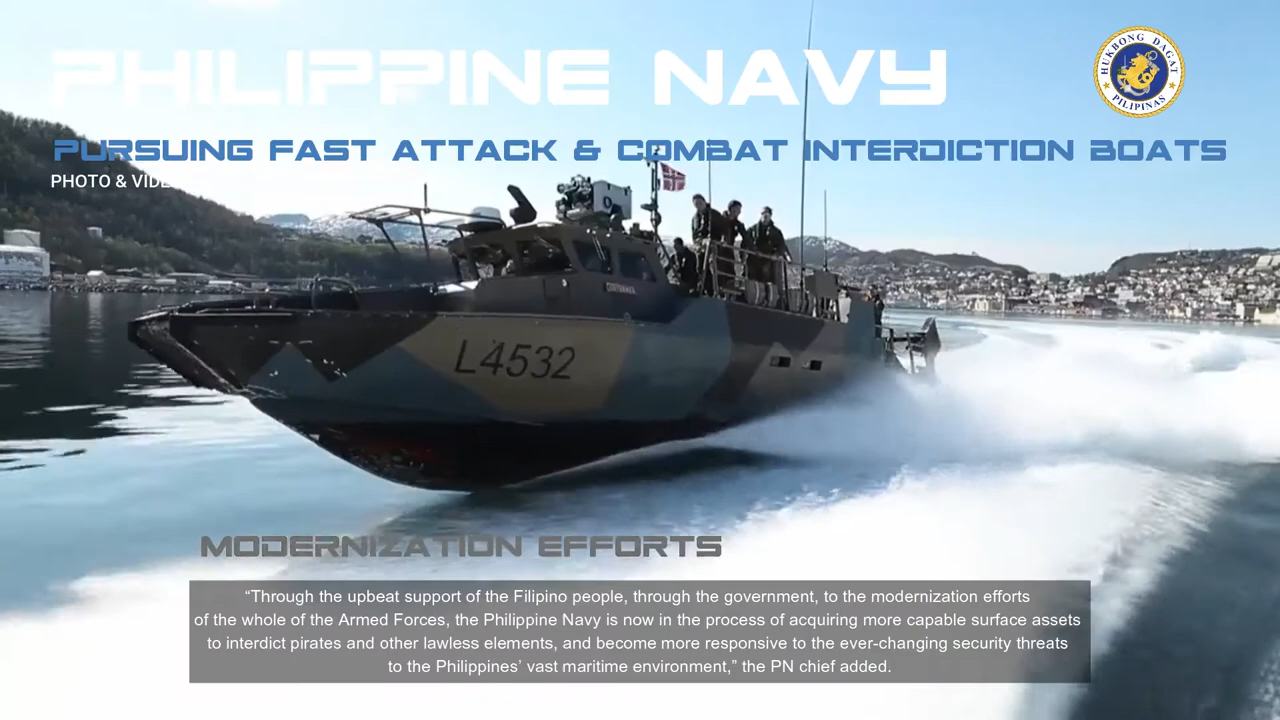 PHILIPPINE NAVY
HUKBONG DAGAT
PILIPINAS
PURSUING FAST ATTACK & COMBAT INTERDICTION BOATS
PHOTO &
L4532
MODERNIZATION EFFORTS
“Through the upbeat support of the Filipino people, through the government, to the modernization efforts
of the whole of the Armed Forces, the Philippine Navy is now in the process of acquiring more capable surface assets
to interdict pirates and other lawless elements, and become more responsive to the ever-changing security threats
to the Philippines’ vast maritime environment,” the PN chief added.